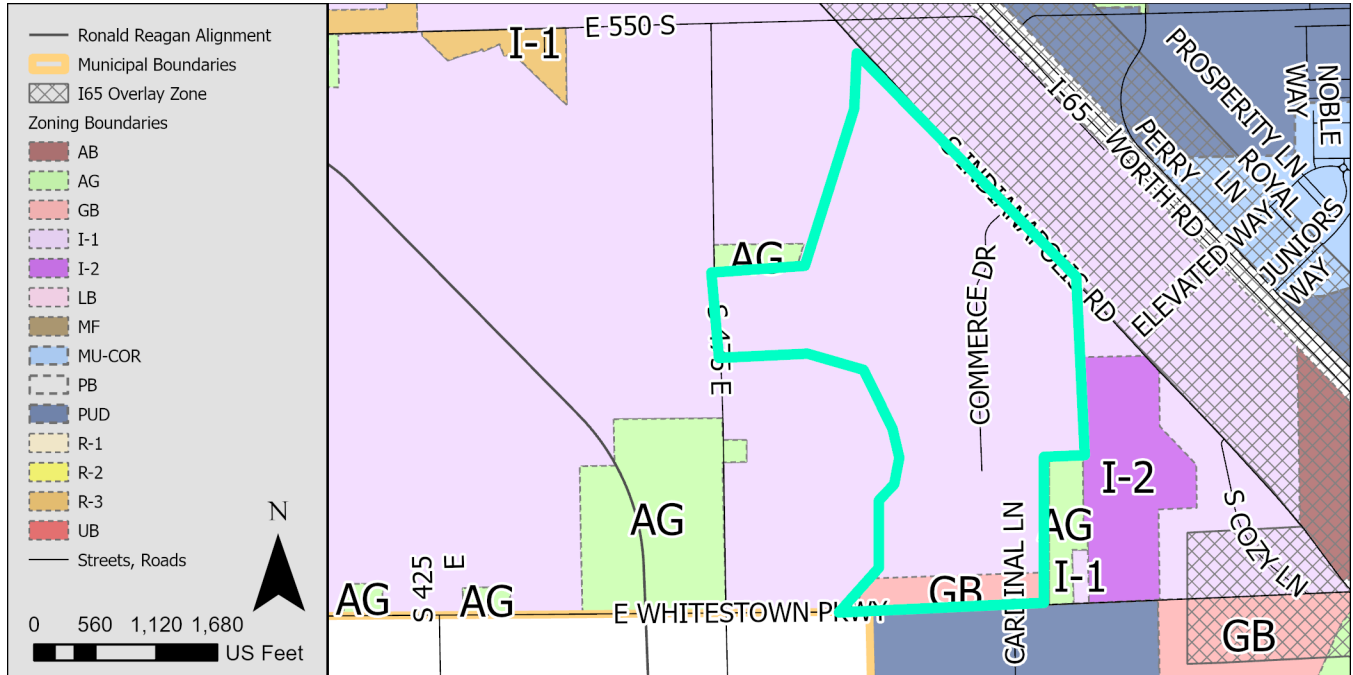 Ronald Reagan Alignment
Municipal Boundaries
I65 Overlay Zone
Zoning Boundaries
AB
AG
GB
I-1
I-2
LB
MF
MU-COR
PB
PUD
R-1
R-2
R-3
UB
Streets, Roads
N
0 560 1,120 1,680
US Feet
E 550 S
I-1
I-65
WORTH RD
PROSPERITY LN
PERRY LN
ROYAL
NOBLE WAY
JUNIORS WAY
ELEVATED WAY
S INDIANAPOLIS RD
COMMERCE DR
AG
S 475 E
AG
I-2
AG
I-1
CARDINAL LN
S COZY LN
GB
GB
AG
S 425 E
AG
E WHITESTOWN PKWY